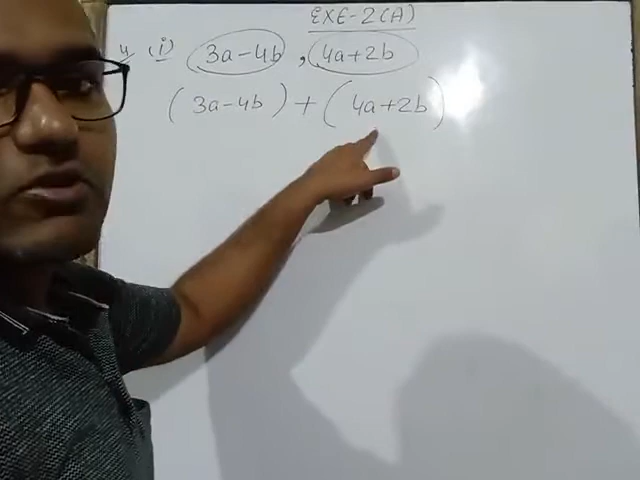 EXE-2(A)
4 (i) 3a-4b , 4a+2b
(3a-4b) + (4a+2b)